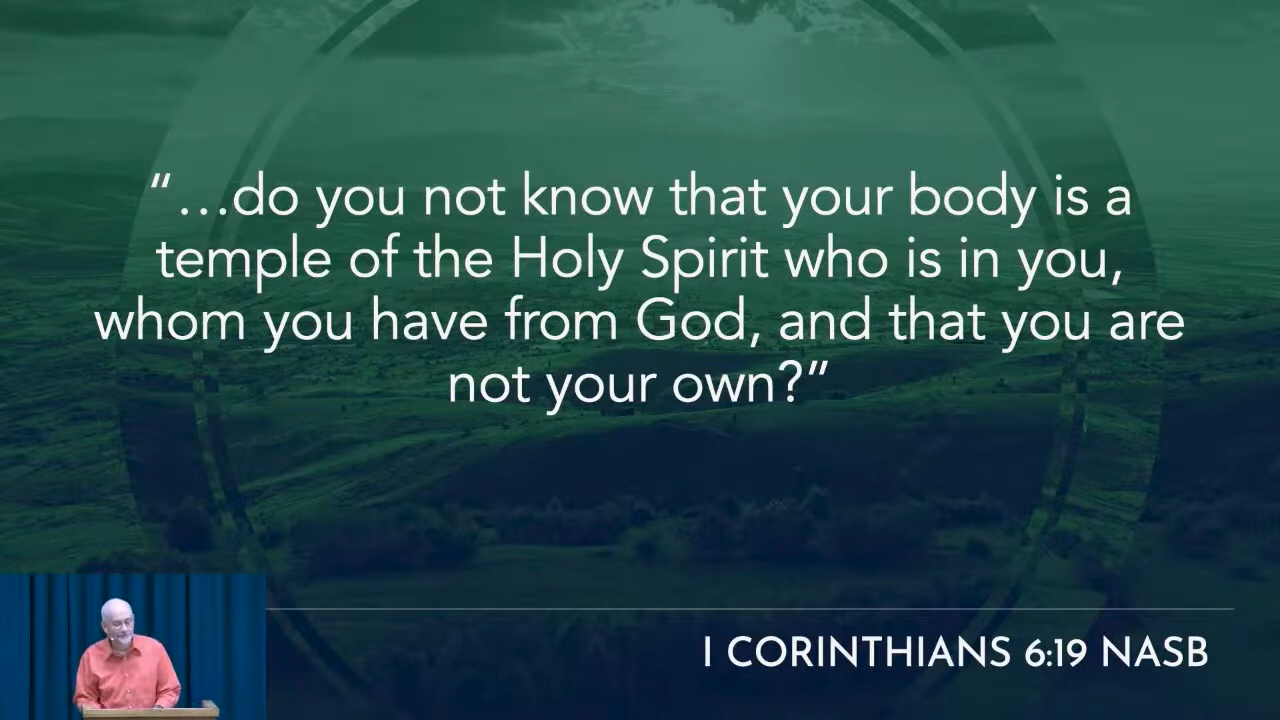 “…do you not know that your body is a
temple of the Holy Spirit who is in you,
whom you have from God, and that you are
not your own?”
I CORINTHIANS 6:19 NASB